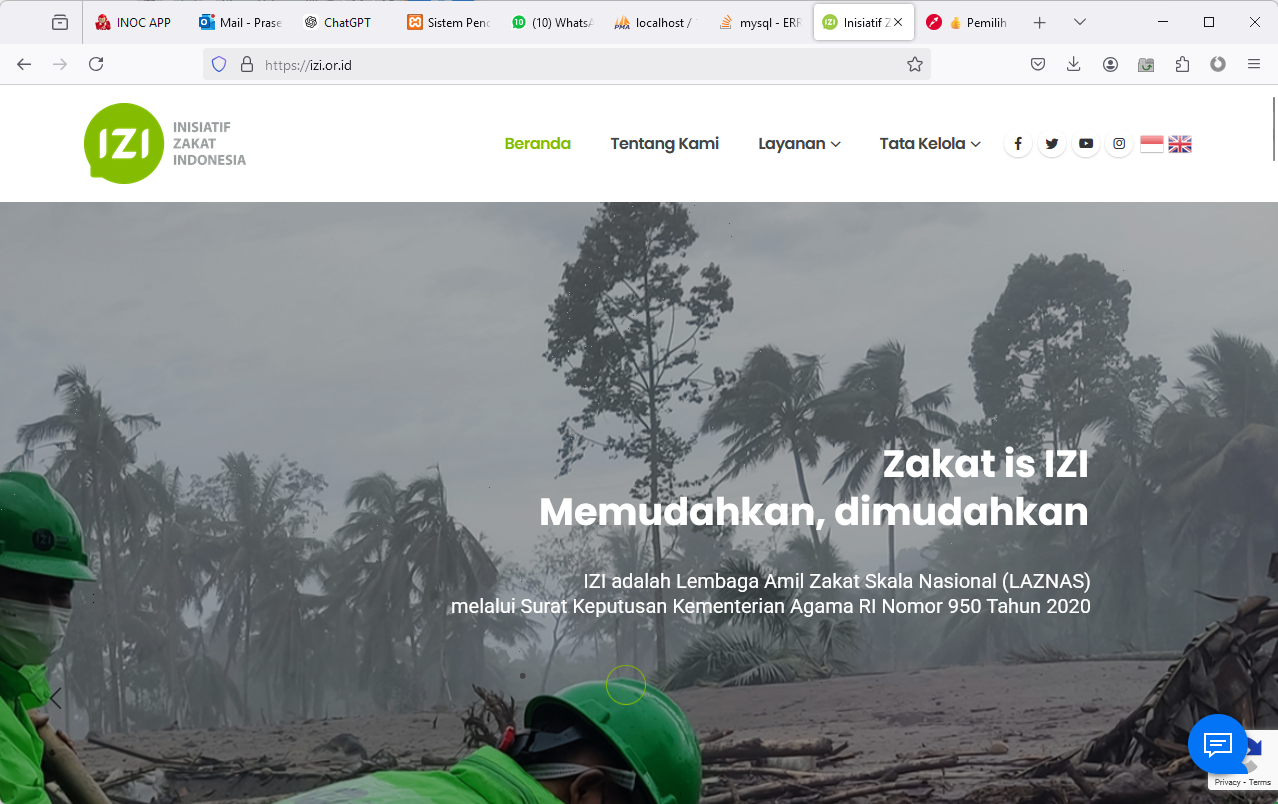 INOC APP
Mail - Prase
ChatGPT
Sistem Penc
(10) WhatsA
localhost /
mysql - ERR
Inisiatif Z
👍 Pemilih
https://izi.or.id
IZI
INISIATIF
ZAKAT
INDONESIA
Beranda
Tentang Kami
Layanan
Tata Kelola
Zakat is IZI
Memudahkan, dimudahkan
IZI adalah Lembaga Amil Zakat Skala Nasional (LAZNAS)
melalui Surat Keputusan Kementerian Agama RI Nomor 950 Tahun 2020
Privacy - Terms